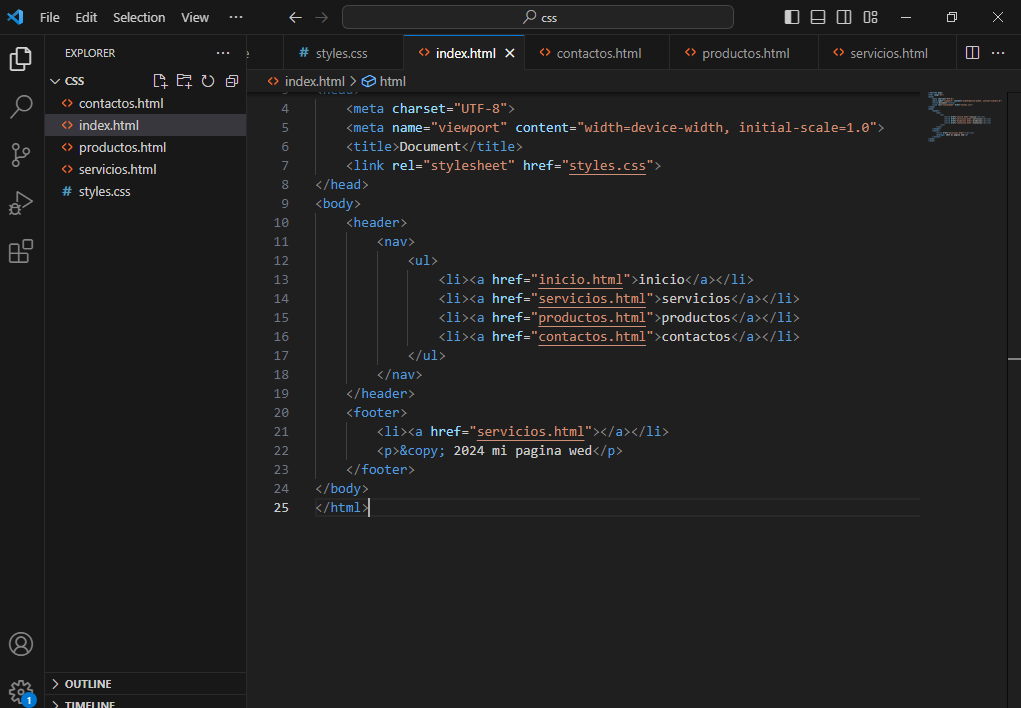 File Edit Selection View ··· css
EXPLORER ···
CSS
contactos.html
index.html
productos.html
servicios.html
# styles.css
OUTLINE
TIMELINE
1
# styles.css <> index.html <> contactos.html <> productos.html <> servicios.html ···
<> index.html > html
4 <meta charset="UTF-8">
5 <meta name="viewport" content="width=device-width, initial-scale=1.0">
6 <title>Document</title>
7 <link rel="stylesheet" href="styles.css">
8 </head>
9 <body>
10 <header>
11 <nav>
12 <ul>
13 <li><a href="inicio.html">inicio</a></li>
14 <li><a href="servicios.html">servicios</a></li>
15 <li><a href="productos.html">productos</a></li>
16 <li><a href="contactos.html">contactos</a></li>
17 </ul>
18 </nav>
19 </header>
20 <footer>
21 <li><a href="servicios.html"></a></li>
22 <p>&copy; 2024 mi pagina wed</p>
23 </footer>
24 </body>
25 </html>